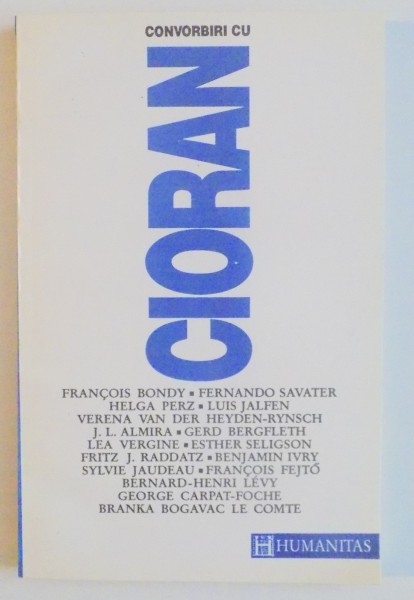 CONVORBIRI CU
CIORAN
FRANÇOIS BONDY ▪ FERNANDO SAVATER
HELGA PERZ ▪ LUIS JALFEN
VERENA VAN DER HEYDEN-RYNSCH
J. L. ALMIRA ▪ GERD BERGFLETH
LEA VERGINE ▪ ESTHER SELIGSON
FRITZ J. RADDATZ ▪ BENJAMIN IVRY
SYLVIE JAUDEAU ▪ FRANÇOIS FEJTŐ
BERNARD-HENRI LÉVY
GEORGE CARPAT-FOCHE
BRANKA BOGAVAC LE COMTE
H HUMANITAS